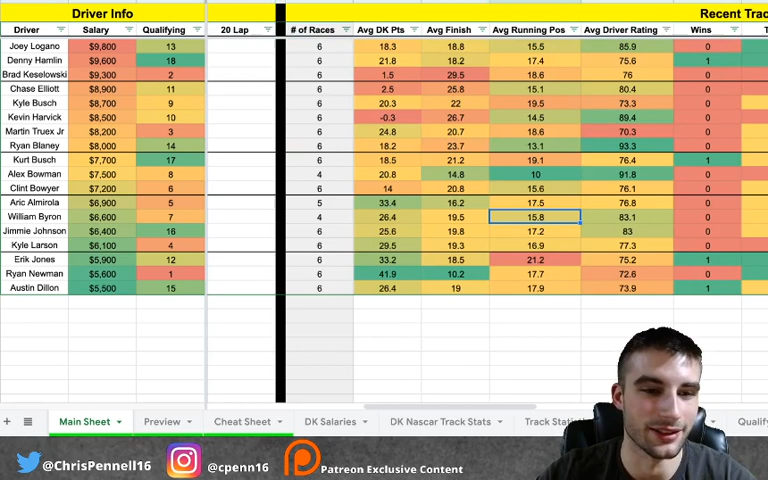 Driver Info Recent Trac
Driver Salary Qualifying 20 Lap # of Races Avg DK Pts Avg Finish Avg Running Pos Avg Driver Rating Wins T
Joey Logano $9,800 13 6 18.3 18.8 15.5 85.9 0
Denny Hamlin $9,600 18 6 21.8 18.2 17.4 75.6 1
Brad Keselowski $9,300 2 6 1.5 29.5 18.6 76 0
Chase Elliott $8,900 11 6 2.5 25.8 15.1 80.4 0
Kyle Busch $8,700 9 6 20.3 22 19.5 73.3 0
Kevin Harvick $8,500 10 6 -0.3 26.7 14.5 89.4 0
Martin Truex Jr $8,200 3 6 24.8 20.7 18.6 70.3 0
Ryan Blaney $8,000 14 6 18.2 23.7 13.1 93.3 0
Kurt Busch $7,700 17 6 18.5 21.2 19.1 76.4 1
Alex Bowman $7,500 8 4 20.8 14.8 10 91.8 0
Clint Bowyer $7,200 6 6 14 20.8 15.6 76.1 0
Aric Almirola $6,900 5 5 33.4 16.2 17.5 76.8 0
William Byron $6,600 7 4 26.4 19.5 15.8 83.1 0
Jimmie Johnson $6,400 16 6 25.6 19.8 17.2 83 0
Kyle Larson $6,100 4 6 29.5 19.3 16.9 77.3 0
Erik Jones $5,900 12 6 33.2 18.5 21.2 75.2 1
Ryan Newman $5,600 1 6 41.9 10.2 17.7 72.6 0
Austin Dillon $5,500 15 6 26.4 19 17.9 73.9 1
Main Sheet Preview Cheat Sheet DK Salaries DK Nascar Track Stats Track Stati Qualify
@ChrisPennell16 @cpenn16 Patreon Exclusive Content